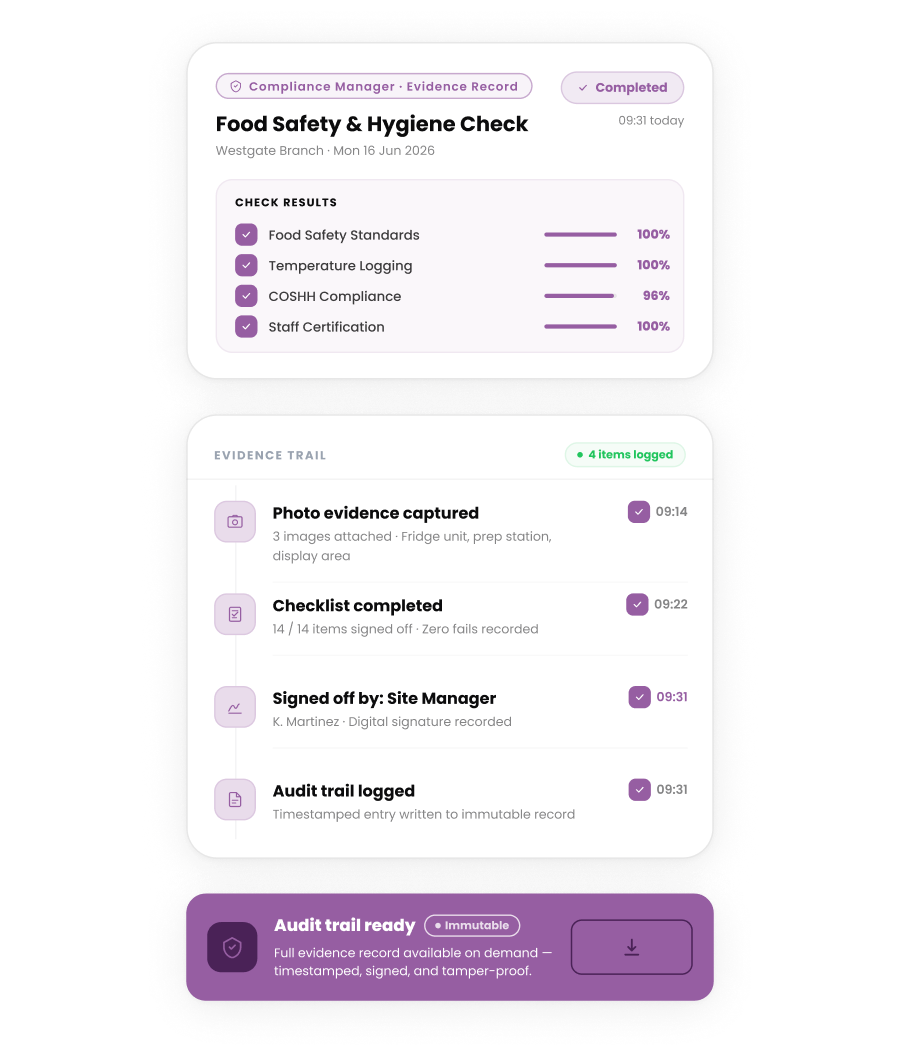 Compliance Manager · Evidence Record
Completed
Food Safety & Hygiene Check
09:31 today
Westgate Branch · Mon 16 Jun 2026
CHECK RESULTS
Food Safety Standards
100%
Temperature Logging
100%
COSHH Compliance
96%
Staff Certification
100%
EVIDENCE TRAIL
4 items logged
Photo evidence captured
09:14
3 images attached · Fridge unit, prep station,
display area
Checklist completed
09:22
14 / 14 items signed off · Zero fails recorded
Signed off by: Site Manager
09:31
K. Martinez · Digital signature recorded
Audit trail logged
09:31
Timestamped entry written to immutable record
Audit trail ready
Immutable
Full evidence record available on demand —
timestamped, signed, and tamper-proof.